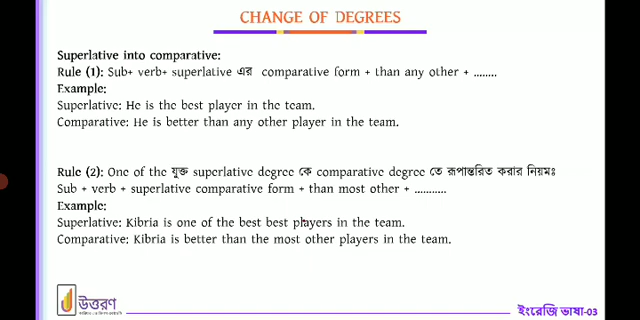 CHANGE OF DEGREES
Superlative into comparative:
Rule (1): Sub+ verb+ superlative এর comparative form + than any other + ........
Example:
Superlative: He is the best player in the team.
Comparative: He is better than any other player in the team.
Rule (2): One of the যুক্ত superlative degree কে comparative degree তে রূপান্তরিত করার নিয়মঃ
Sub + verb + superlative comparative form + than most other + ...........
Example:
Superlative: Kibria is one of the best best players in the team.
Comparative: Kibria is better than the most other players in the team.
উত্তরণ
ইংরেজি ভাষা-03